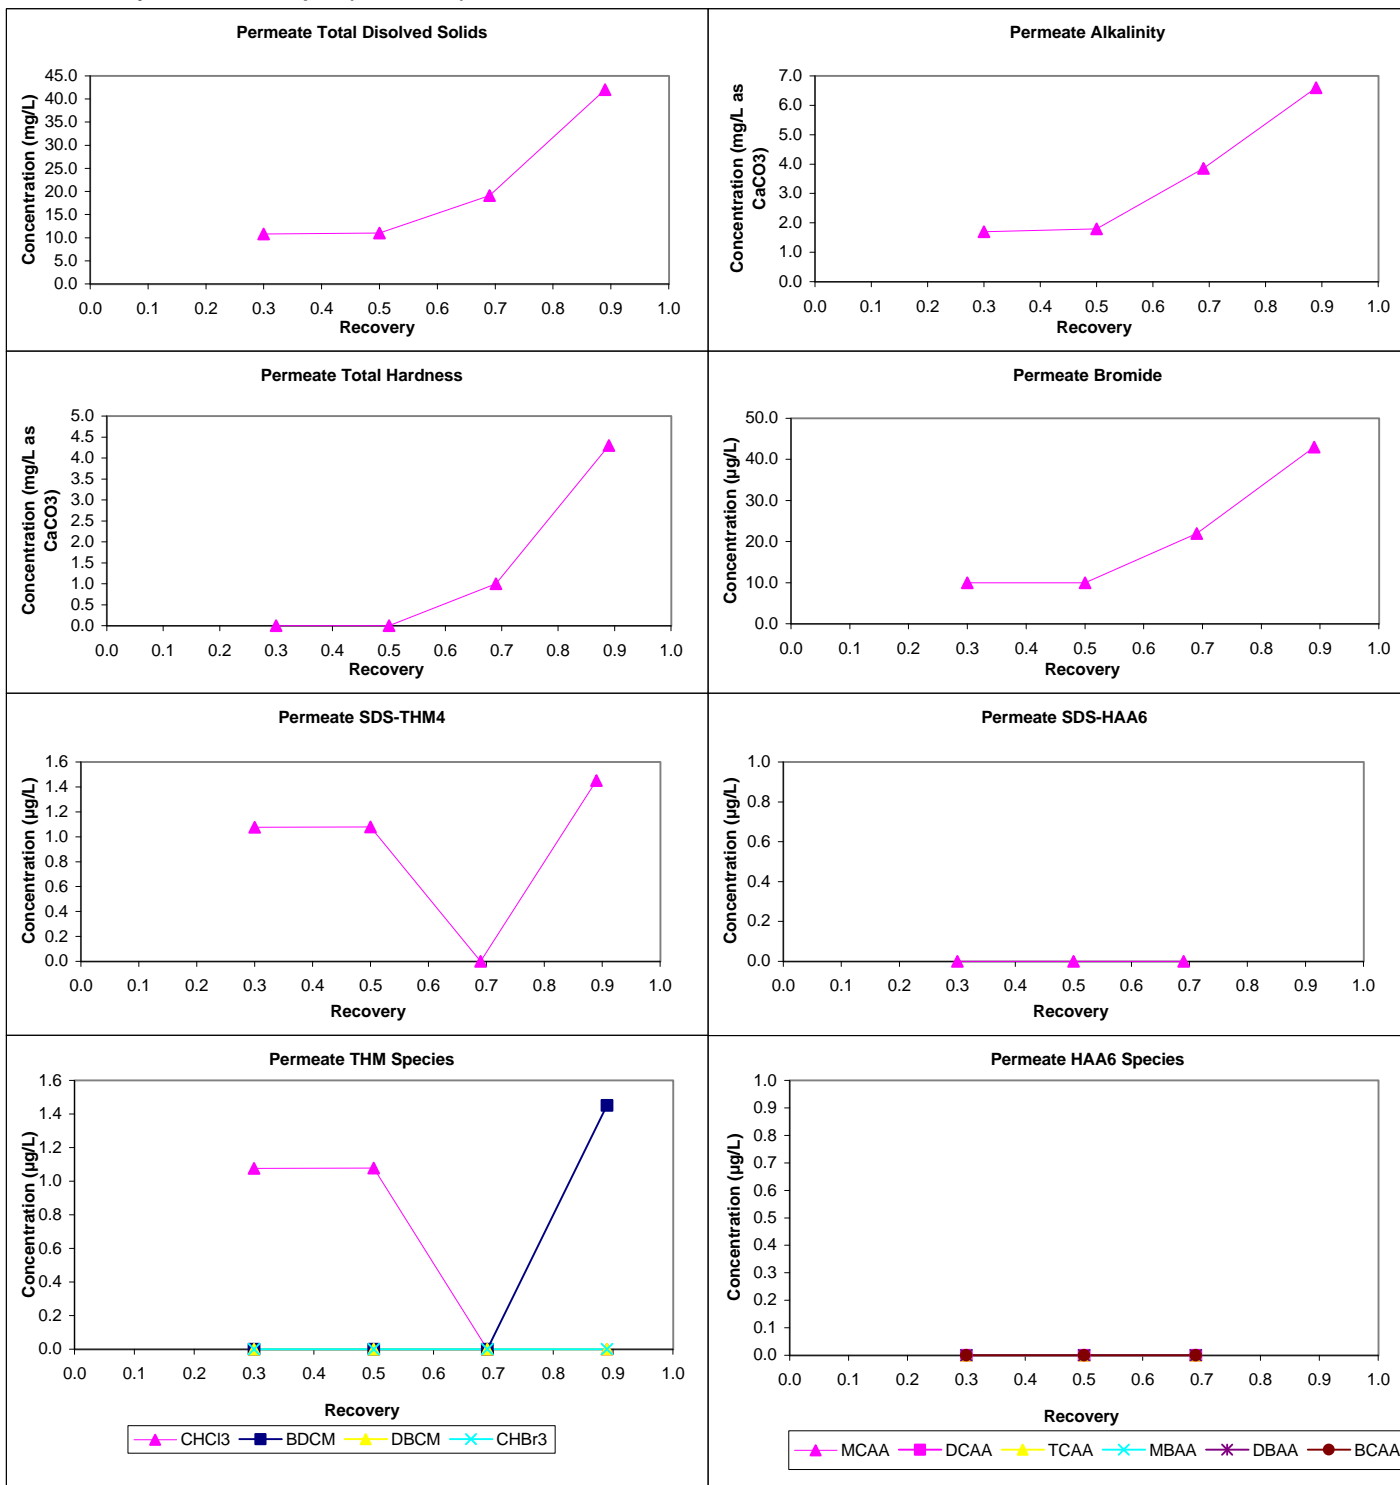 Permeate Total Disolved Solids
Concentration (mg/L)
45.0
40.0
35.0
30.0
25.0
20.0
15.0
10.0
5.0
0.0
0.0 0.1 0.2 0.3 0.4 0.5 0.6 0.7 0.8 0.9 1.0
Recovery
Permeate Alkalinity
Concentration (mg/L as
CaCO3)
7.0
6.0
5.0
4.0
3.0
2.0
1.0
0.0
0.0 0.1 0.2 0.3 0.4 0.5 0.6 0.7 0.8 0.9 1.0
Recovery
Permeate Total Hardness
Concentration (mg/L as
CaCO3)
5.0
4.5
4.0
3.5
3.0
2.5
2.0
1.5
1.0
0.5
0.0
0.0 0.1 0.2 0.3 0.4 0.5 0.6 0.7 0.8 0.9 1.0
Recovery
Permeate Bromide
Concentration (µg/L)
50.0
40.0
30.0
20.0
10.0
0.0
0.0 0.1 0.2 0.3 0.4 0.5 0.6 0.7 0.8 0.9 1.0
Recovery
Permeate SDS-THM4
Concentration (µg/L)
1.6
1.4
1.2
1.0
0.8
0.6
0.4
0.2
0.0
0.0 0.1 0.2 0.3 0.4 0.5 0.6 0.7 0.8 0.9 1.0
Recovery
Permeate SDS-HAA6
Concentration (µg/L)
1.0
0.8
0.6
0.4
0.2
0.0
0.0 0.1 0.2 0.3 0.4 0.5 0.6 0.7 0.8 0.9 1.0
Recovery
Permeate THM Species
Concentration (µg/L)
1.6
1.4
1.2
1.0
0.8
0.6
0.4
0.2
0.0
0.0 0.1 0.2 0.3 0.4 0.5 0.6 0.7 0.8 0.9 1.0
Recovery
CHCl3 BDCM DBCM CHBr3
Permeate HAA6 Species
Concentration (µg/L)
1.0
0.9
0.8
0.7
0.6
0.5
0.4
0.3
0.2
0.1
0.0
0.0 0.1 0.2 0.3 0.4 0.5 0.6 0.7 0.8 0.9 1.0
Recovery
MCAA DCAA TCAA MBAA DBAA BCAA